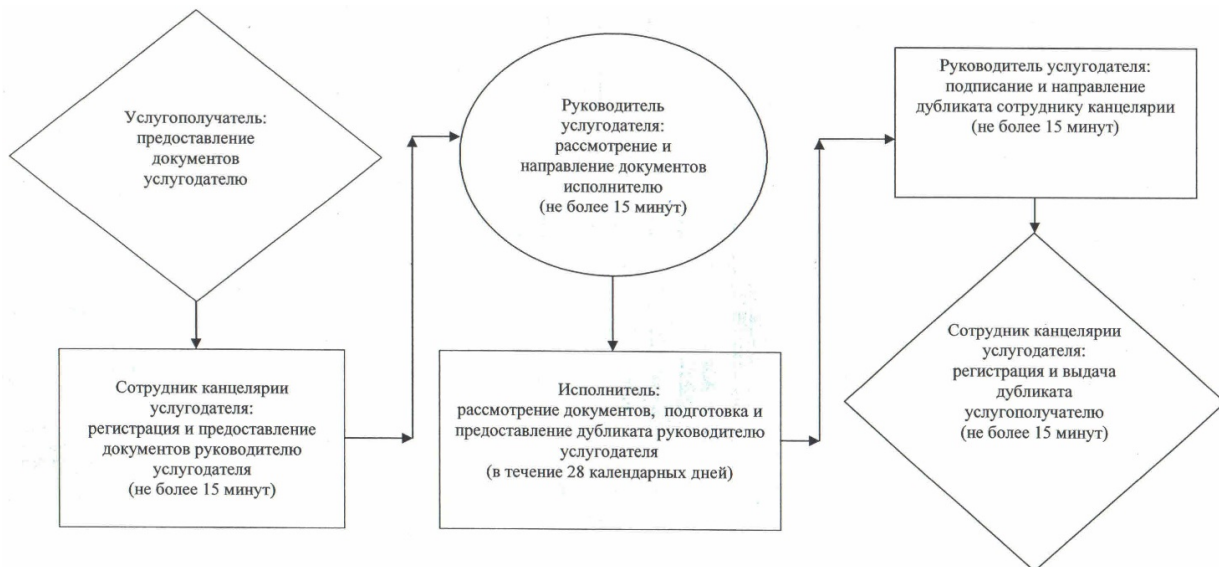 Услугополучатель:
предоставление
документов
услугодателю
Сотрудник канцелярии
услугодателя:
регистрация и предоставление
документов руководителю
услугодателя
(не более 15 минут)
Руководитель
услугодателя:
рассмотрение и
направление документов
исполнителю
(не более 15 минут)
Исполнитель:
рассмотрение документов, подготовка и
предоставление дубликата руководителю
услугодателя
(в течение 28 календарных дней)
Руководитель услугодателя:
подписание и направление
дубликата сотруднику канцелярии
(не более 15 минут)
Сотрудник канцелярии
услугодателя:
регистрация и выдача
дубликата
услугополучателю
(не более 15 минут)